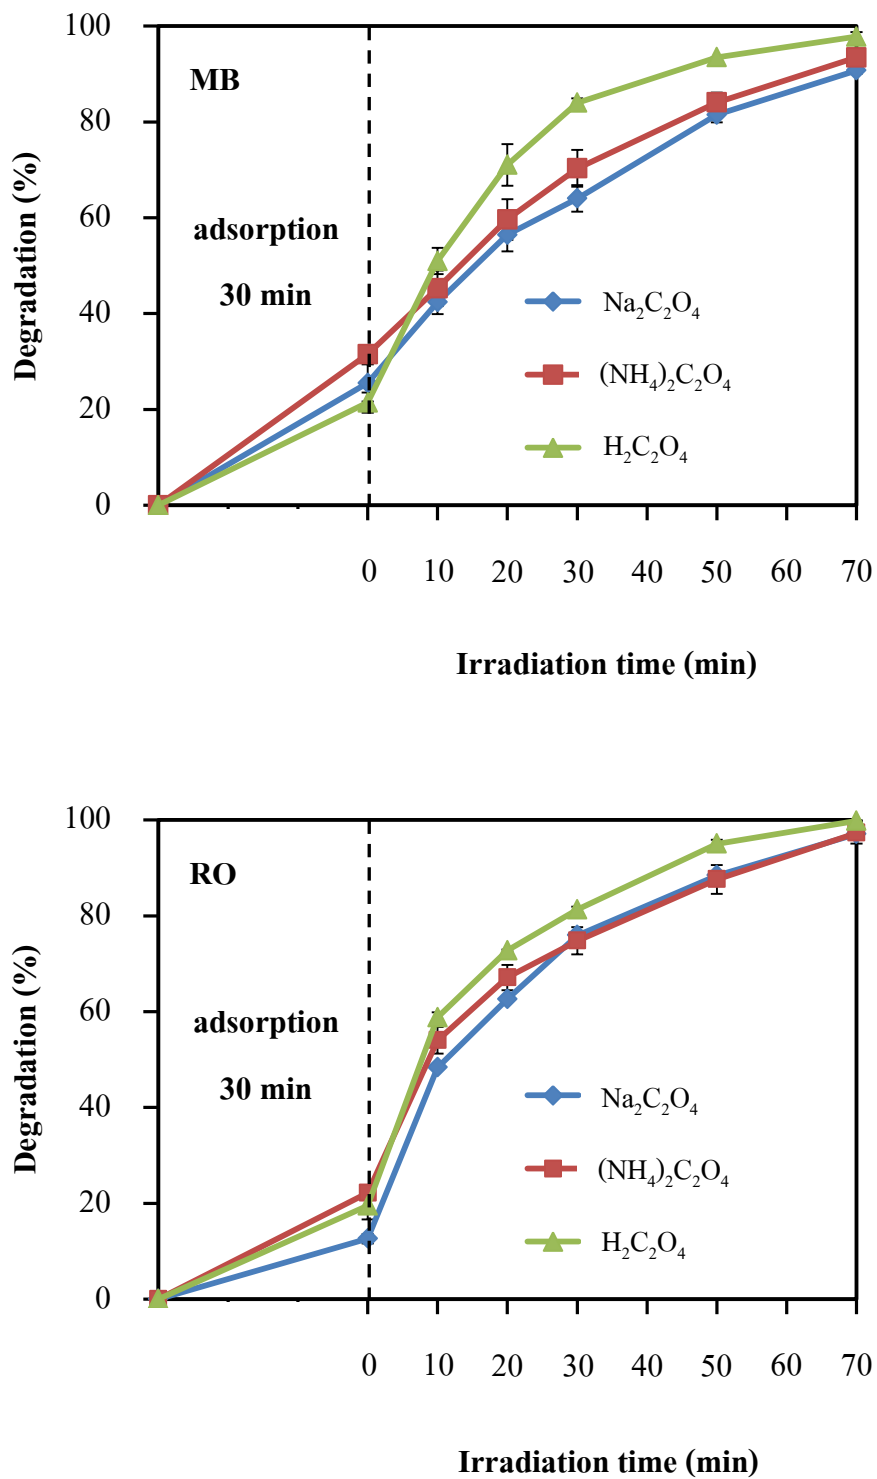 100
MB
80
Degradation (%)
60
adsorption
30 min
40
Na₂C₂O₄
(NH₄)₂C₂O₄
20
H₂C₂O₄
0
0 10 20 30 40 50 60 70
Irradiation time (min)
100
RO
80
Degradation (%)
60
adsorption
30 min
40
Na₂C₂O₄
(NH₄)₂C₂O₄
20
H₂C₂O₄
0
0 10 20 30 40 50 60 70
Irradiation time (min)